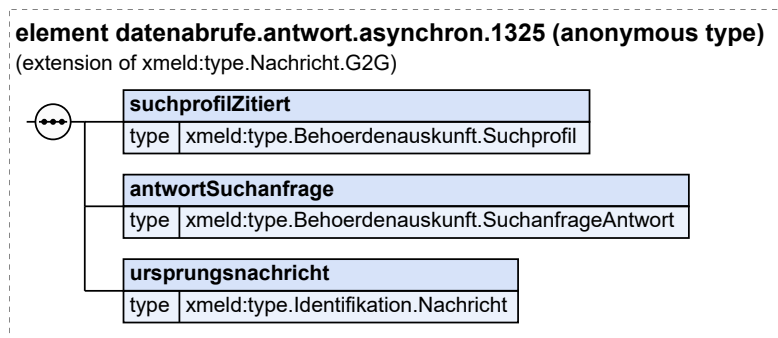 element datenabrufe.antwort.asynchron.1325 (anonymous type)
(extension of xmeld:type.Nachricht.G2G)
suchprofilZitiert
type xmeld:type.Behoerdenauskunft.Suchprofil
antwortSuchanfrage
type xmeld:type.Behoerdenauskunft.SuchanfrageAntwort
ursprungsnachricht
type xmeld:type.Identifikation.Nachricht